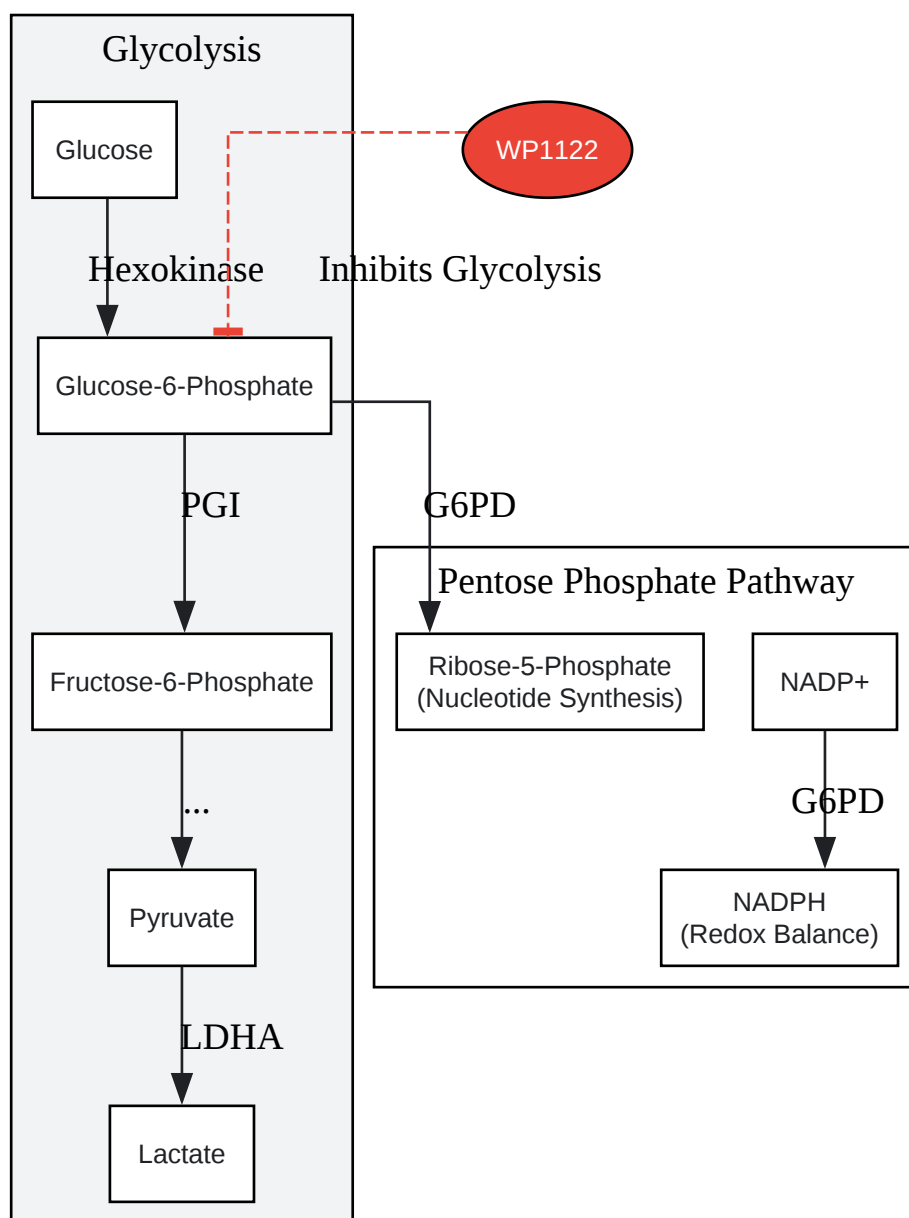 Glycolysis
Glucose
WP1122
Hexokinase
Inhibits Glycolysis
Glucose-6-Phosphate
PGI
G6PD
Pentose Phosphate Pathway
Fructose-6-Phosphate
Ribose-5-Phosphate
(Nucleotide Synthesis)
NADP+
...
G6PD
Pyruvate
NADPH
(Redox Balance)
LDHA
Lactate